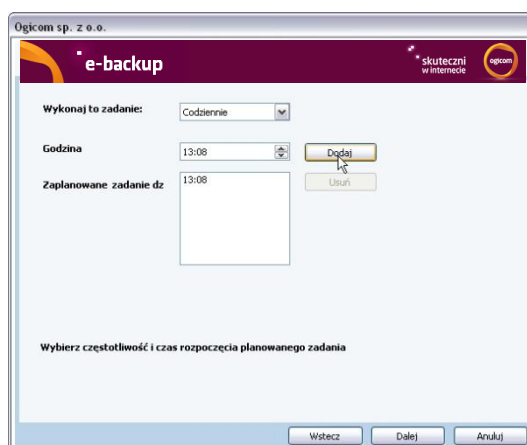 Ogicom sp. z o.o.
e-backup
skuteczni
w internecie
ogicom
Wykonaj to zadanie:
Codziennie
Godzina
13:08
Dodaj
Zaplanowane zadanie dz
13:08
Usuń
Wybierz częstotliwość i czas rozpoczęcia planowanego zadania
Wstecz
Dalej
Anuluj